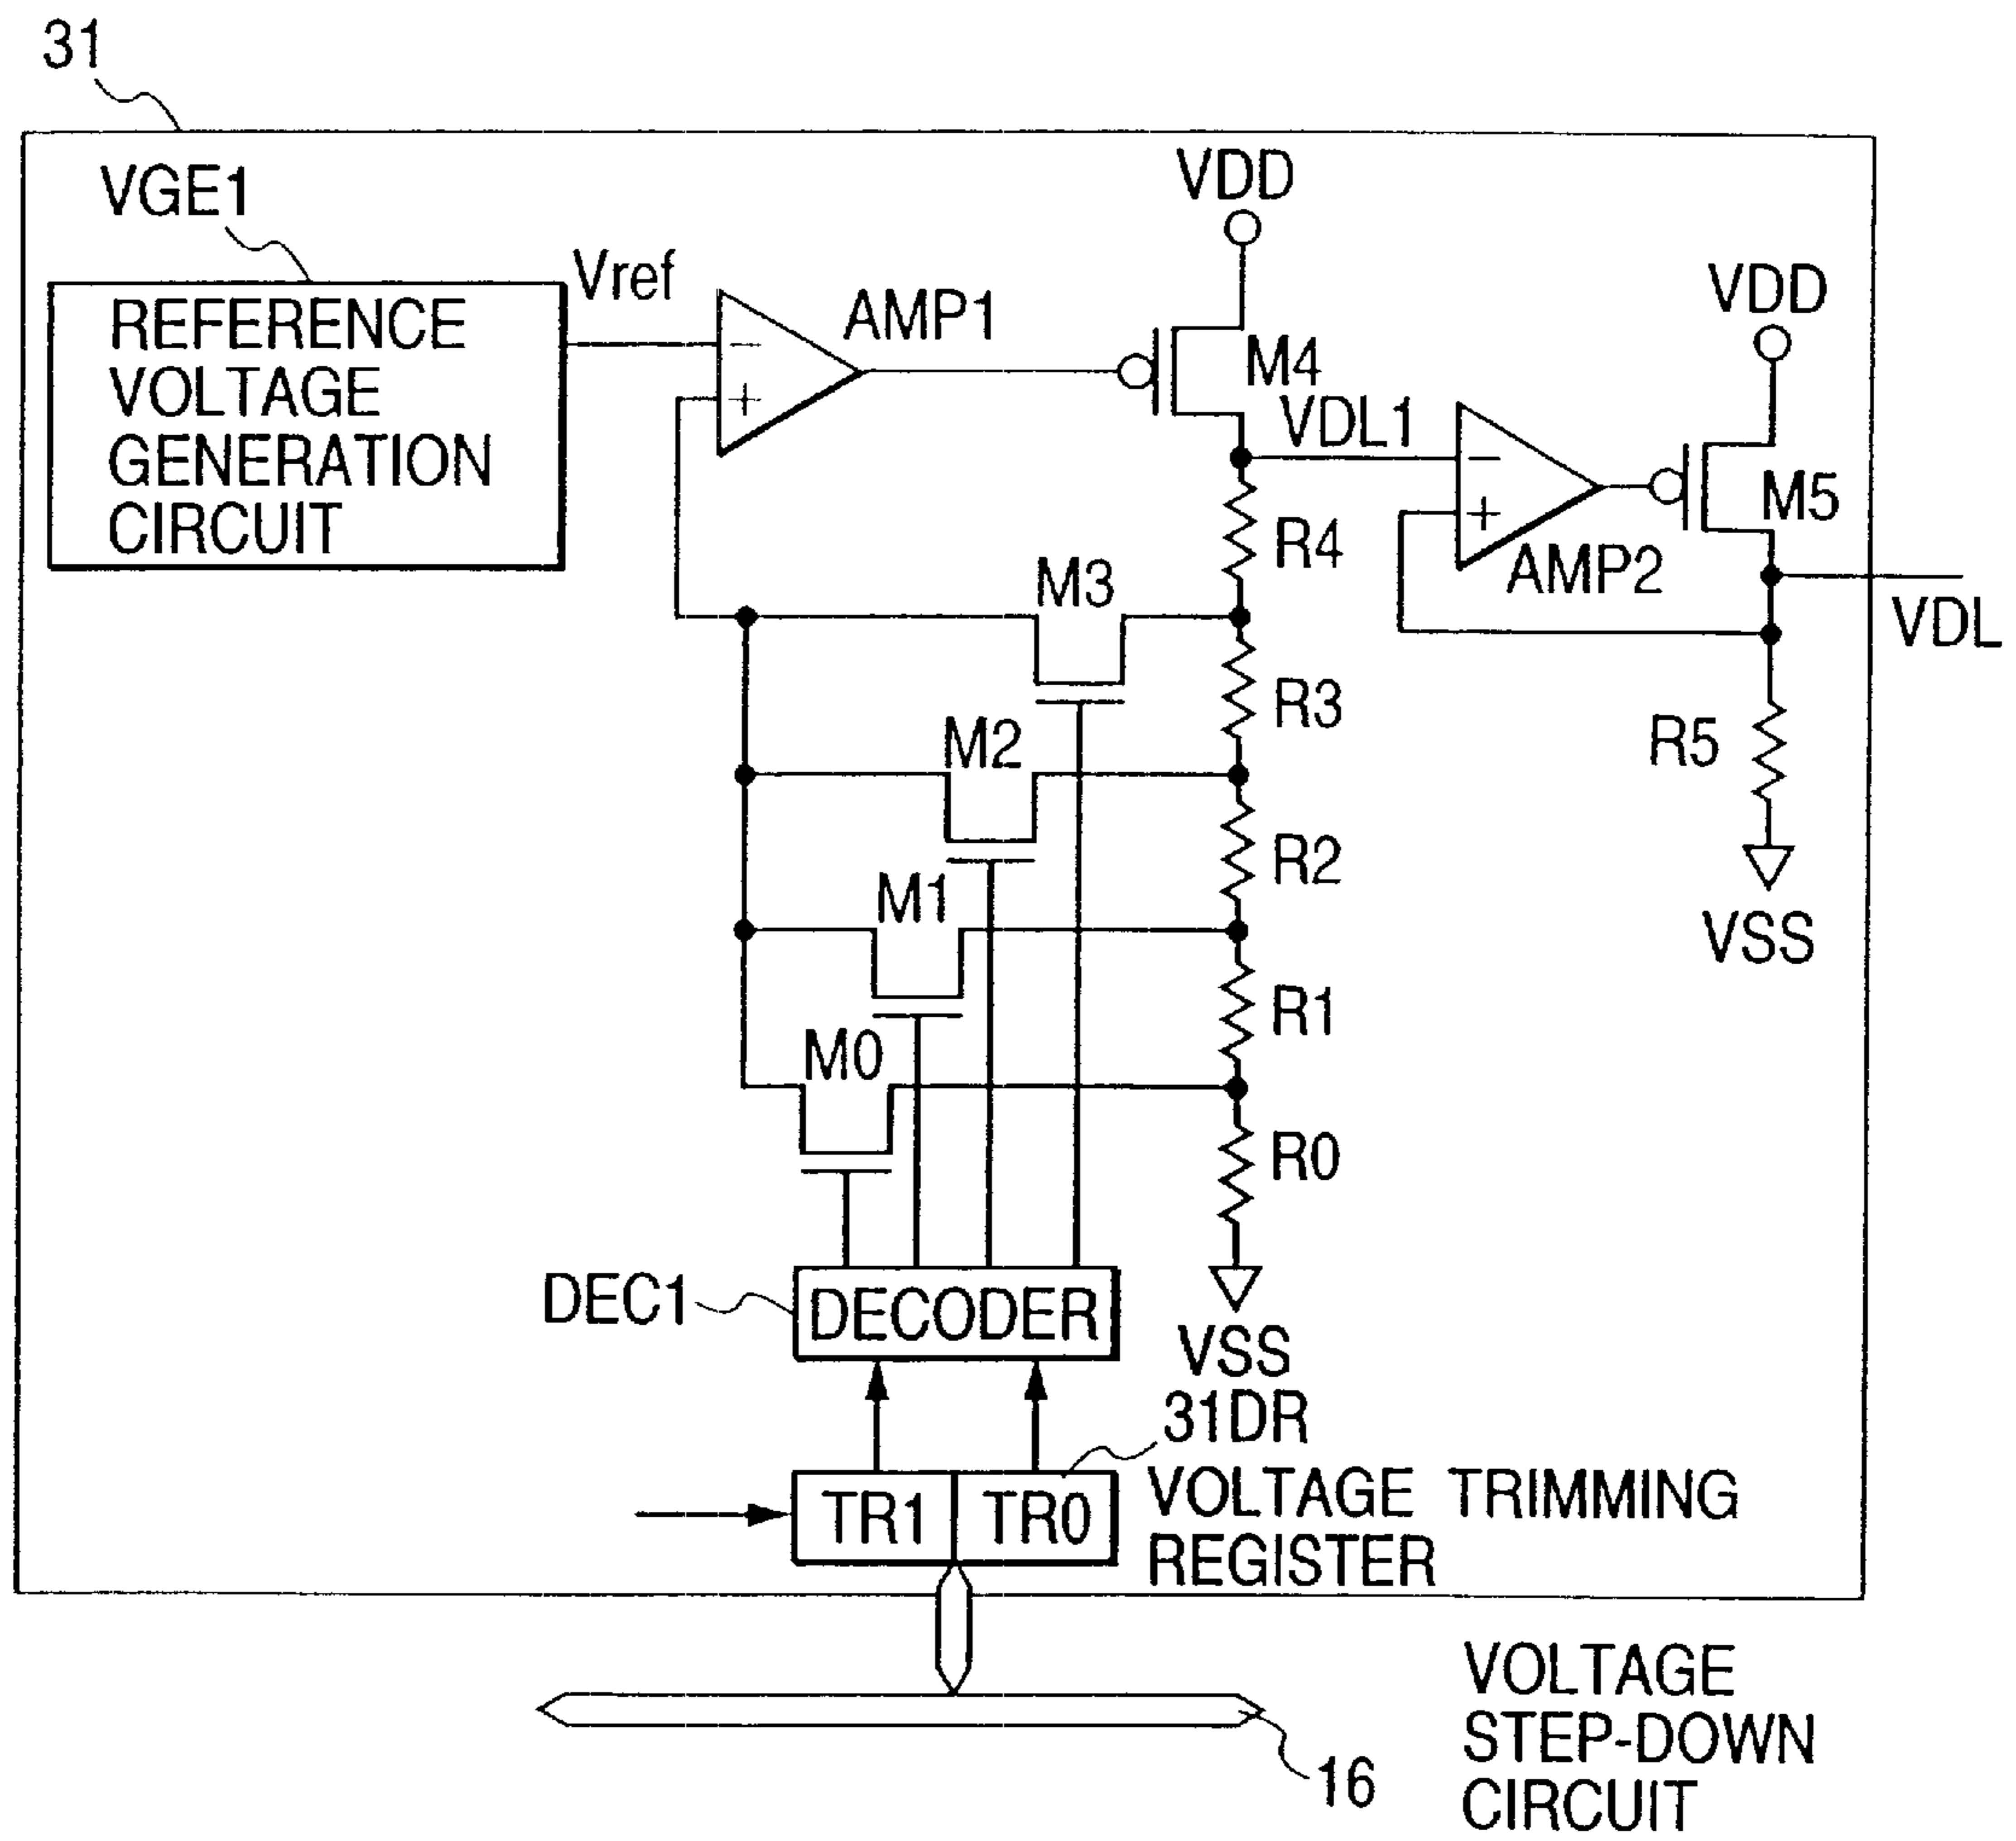 31
VGE1
REFERENCE
VOLTAGE
GENERATION
CIRCUIT
Vref
−
+
AMP1
VDD
M4
VDL1
−
+
AMP2
VDD
M5
VDL
R4
M3
R3
M2
R2
R5
VSS
M1
R1
M0
R0
DEC1
DECODER
VSS
31DR
TR1
TR0
VOLTAGE TRIMMING
REGISTER
16
VOLTAGE
STEP-DOWN
CIRCUIT